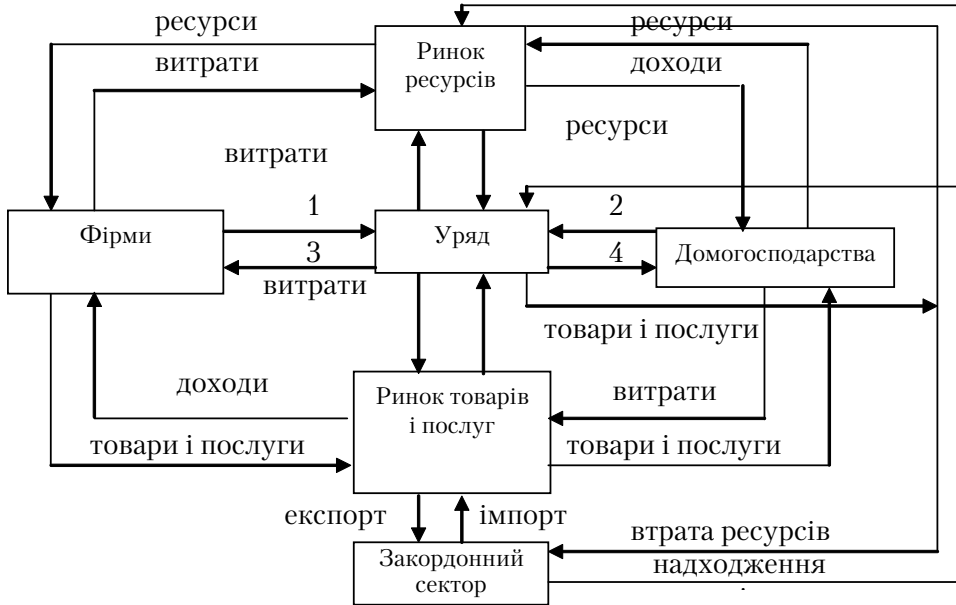 ресурси
ресурси
Ринок
ресурсів
витрати
доходи
ресурси
витрати
1
2
Фірми
Уряд
Домогосподарства
3
4
витрати
товари і послуги
доходи
Ринок товарів
і послуг
витрати
товари і послуги
товари і послуги
експорт
імпорт
втрата ресурсів
Закордонний
сектор
надходження